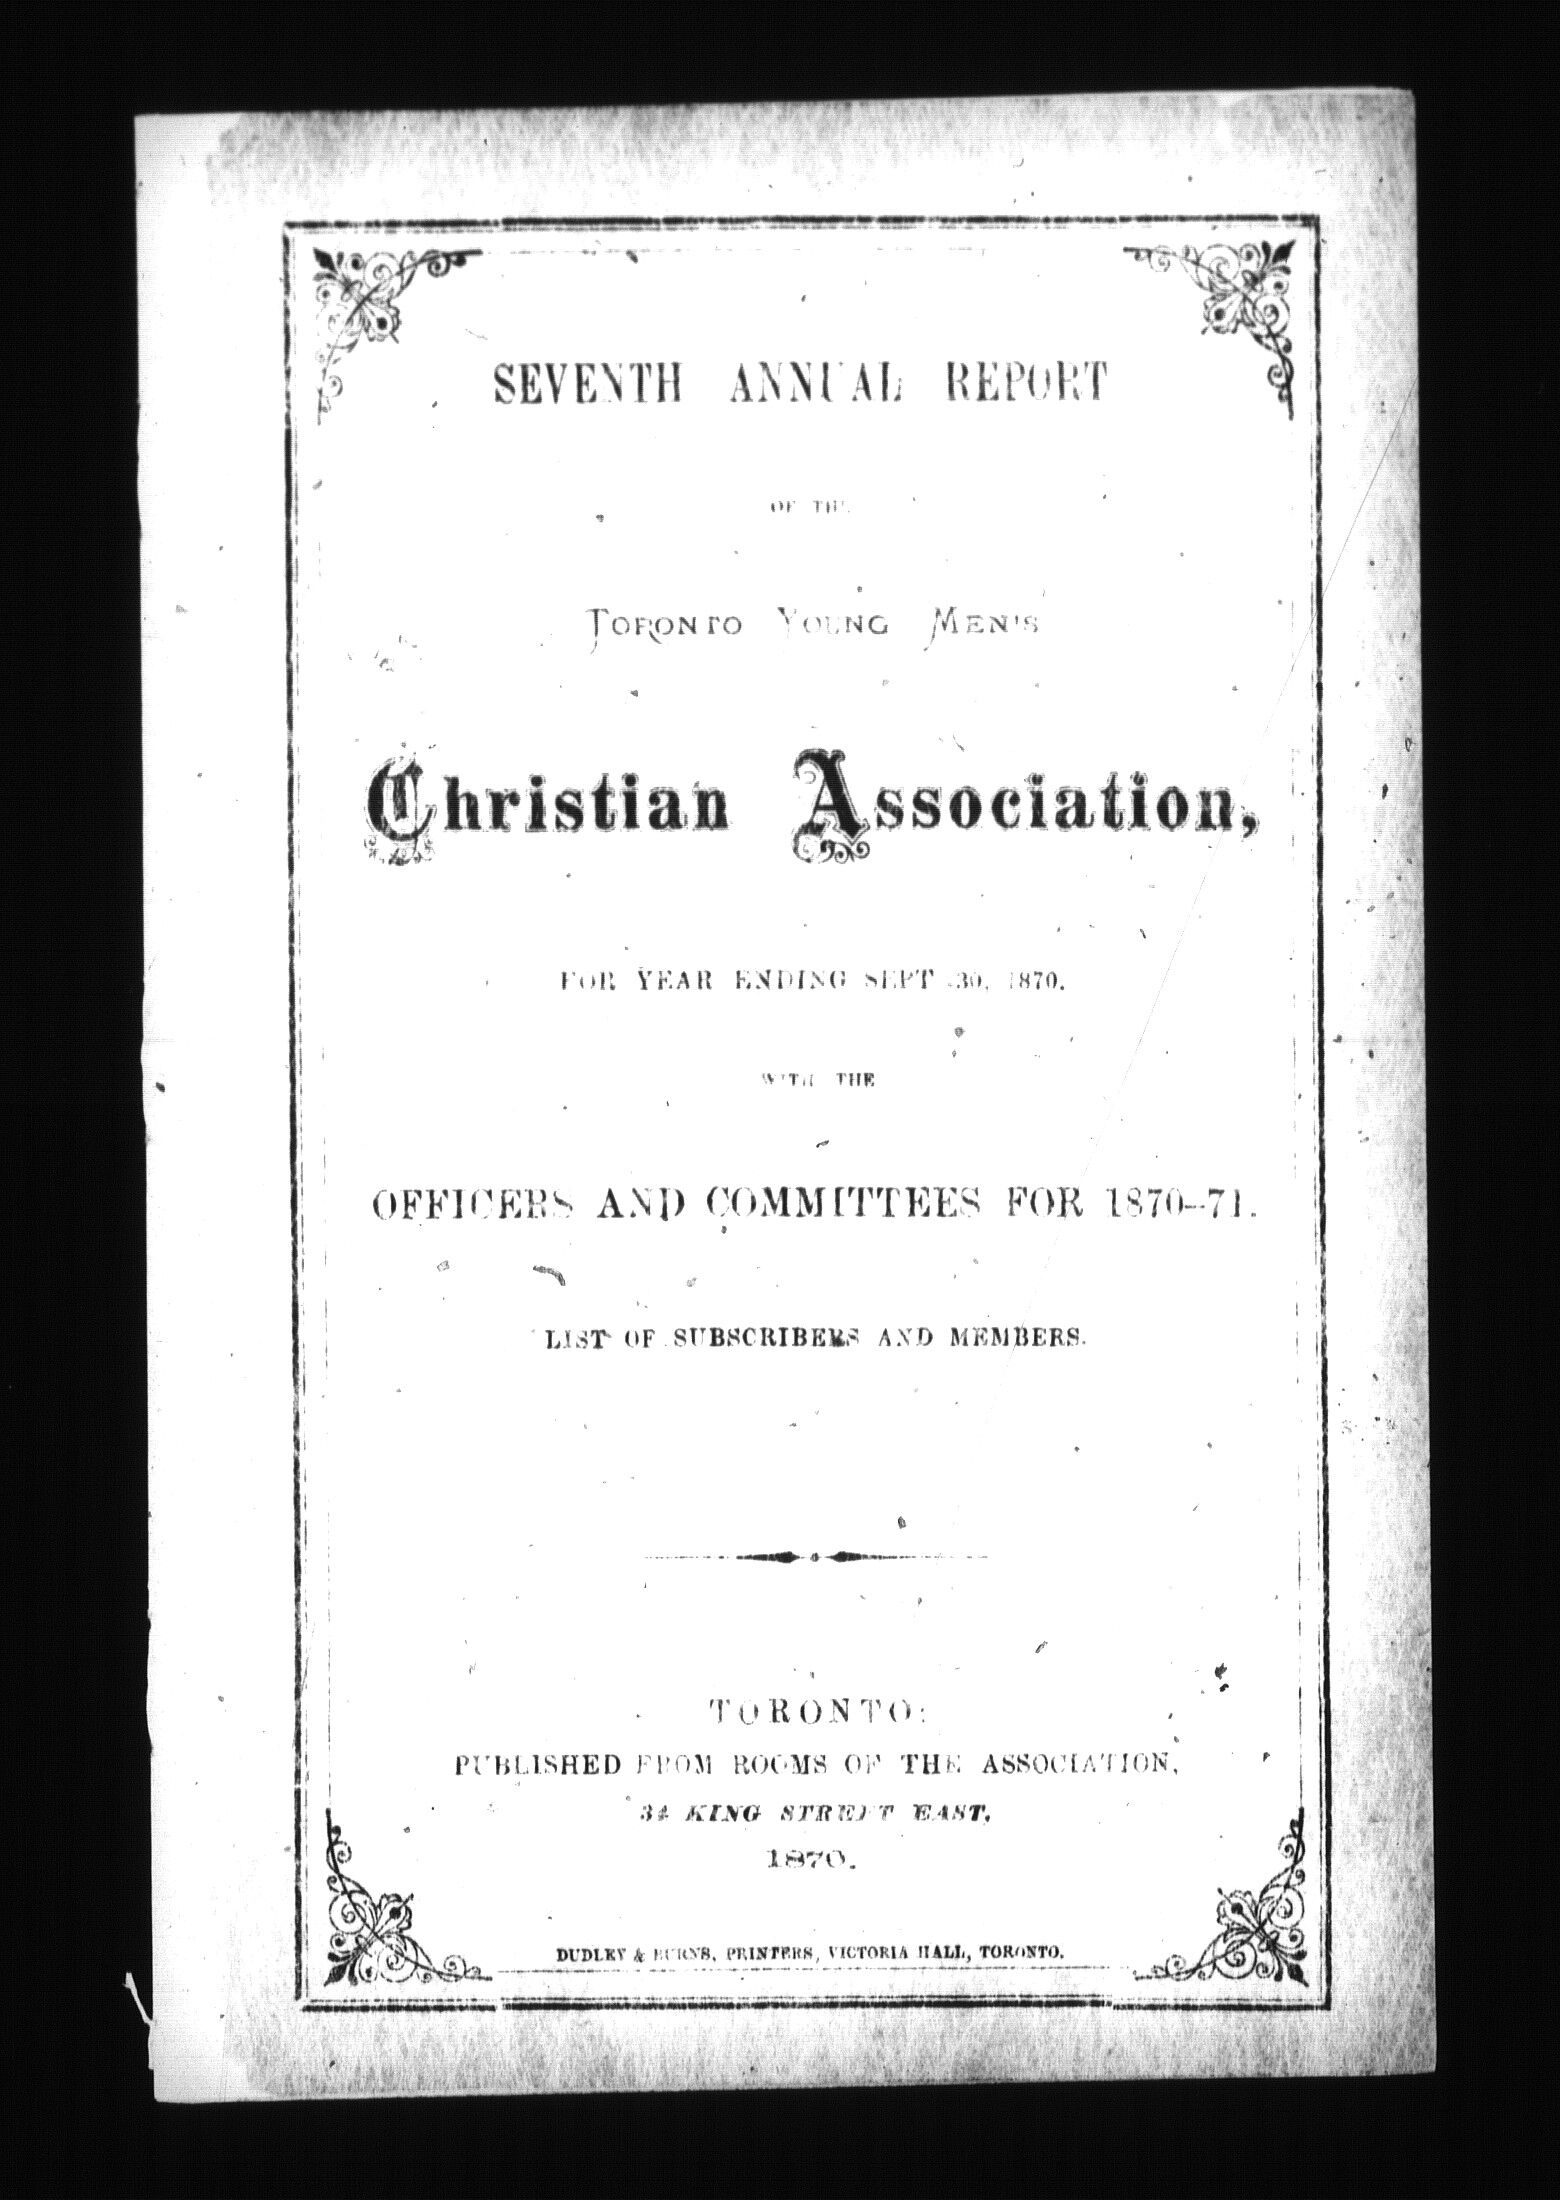 SEVENTH ANNUAL REPORT
OF THE
TORONTO YOUNG MEN'S
Christian Association,
FOR YEAR ENDING SEPT 30, 1870.
WITH THE
OFFICERS AND COMMITTEES FOR 1870-71.
LIST OF SUBSCRIBERS AND MEMBERS.
TORONTO:
PUBLISHED FROM ROOMS OF THE ASSOCIATION,
34 KING STREET EAST,
1870.
DUDLEY & BURNS, PRINTERS, VICTORIA HALL, TORONTO.